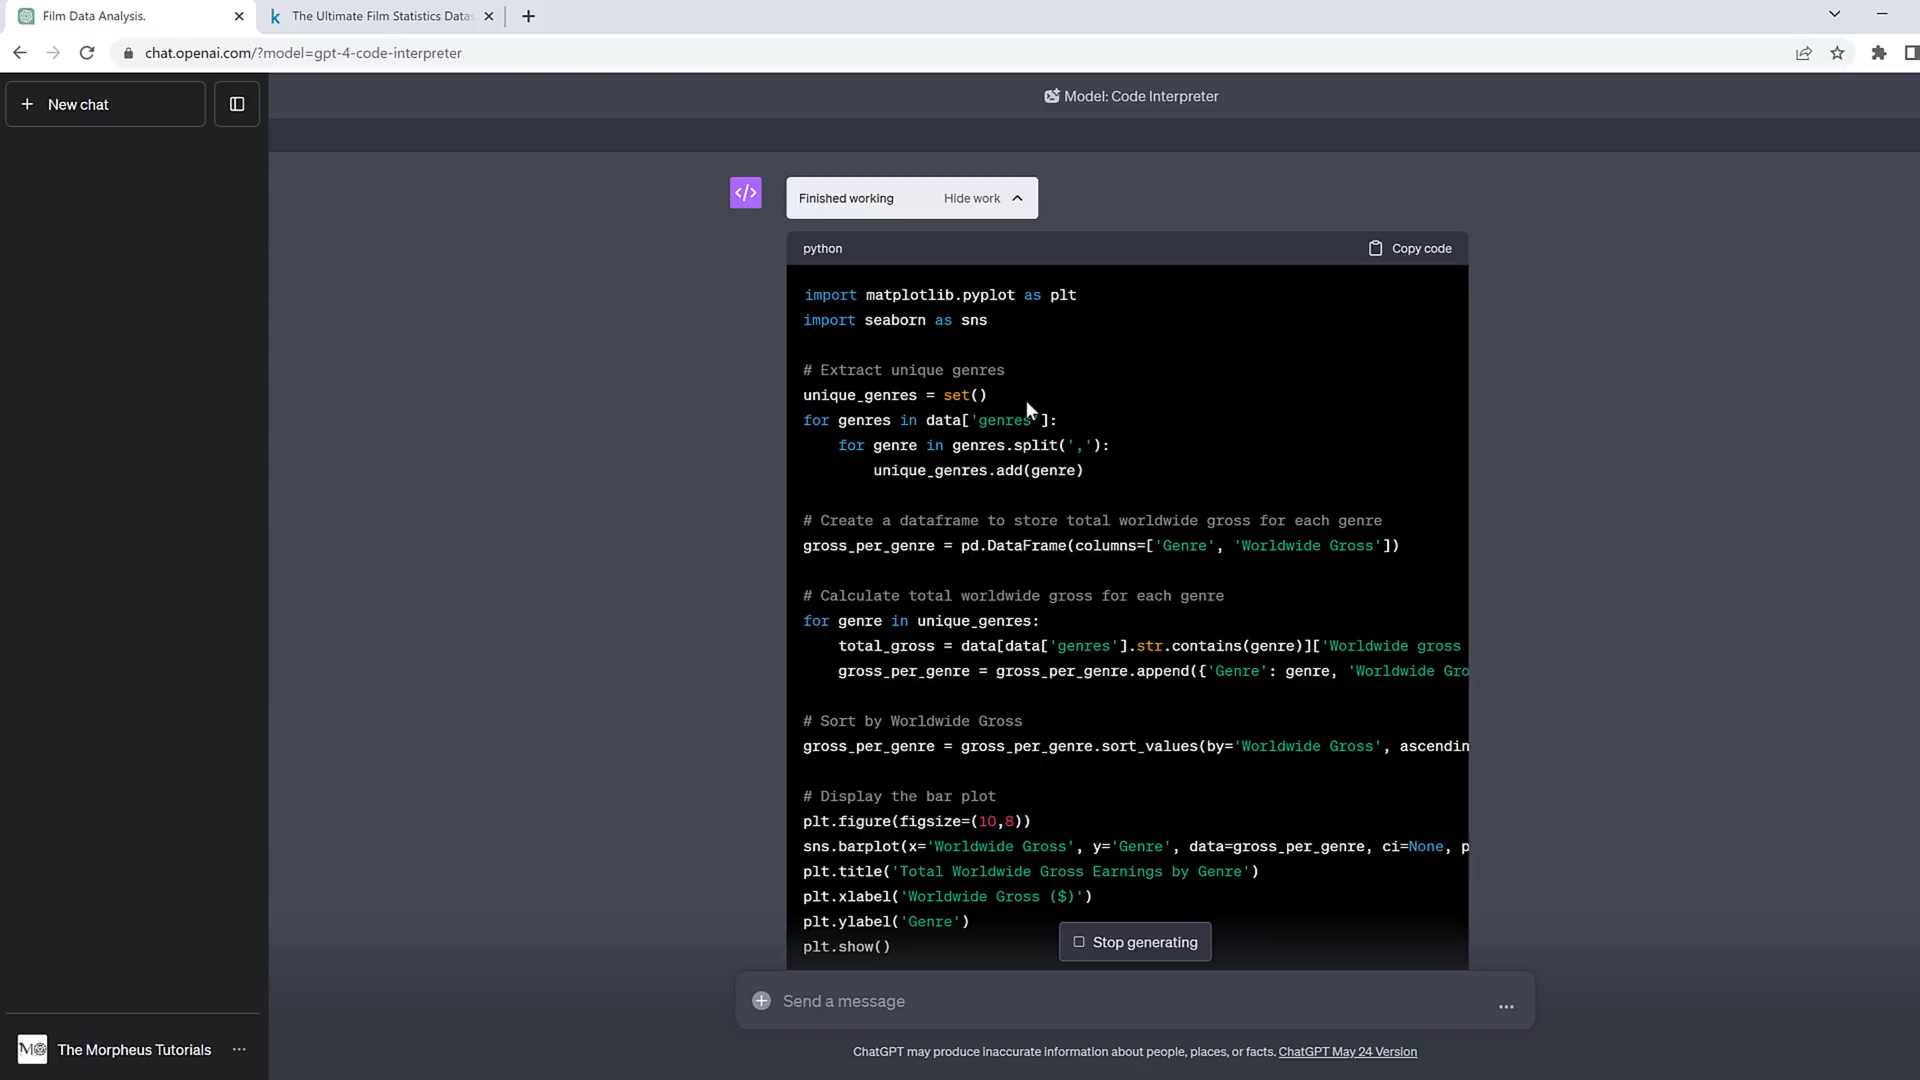 Film Data Analysis.
The Ultimate Film Statistics Datas
chat.openai.com/?model=gpt-4-code-interpreter
New chat
Model: Code Interpreter
Finished working Hide work
python Copy code
import matplotlib.pyplot as plt
import seaborn as sns
# Extract unique genres
unique_genres = set()
for genres in data['genres']:
    for genre in genres.split(','):
        unique_genres.add(genre)
# Create a dataframe to store total worldwide gross for each genre
gross_per_genre = pd.DataFrame(columns=['Genre', 'Worldwide Gross'])
# Calculate total worldwide gross for each genre
for genre in unique_genres:
    total_gross = data[data['genres'].str.contains(genre)]['Worldwide gross
    gross_per_genre = gross_per_genre.append({'Genre': genre, 'Worldwide Gro
# Sort by Worldwide Gross
gross_per_genre = gross_per_genre.sort_values(by='Worldwide Gross', ascendin
# Display the bar plot
plt.figure(figsize=(10,8))
sns.barplot(x='Worldwide Gross', y='Genre', data=gross_per_genre, ci=None, p
plt.title('Total Worldwide Gross Earnings by Genre')
plt.xlabel('Worldwide Gross ($)')
plt.ylabel('Genre')
plt.show()
Stop generating
Send a message
The Morpheus Tutorials
ChatGPT may produce inaccurate information about people, places, or facts. ChatGPT May 24 Version